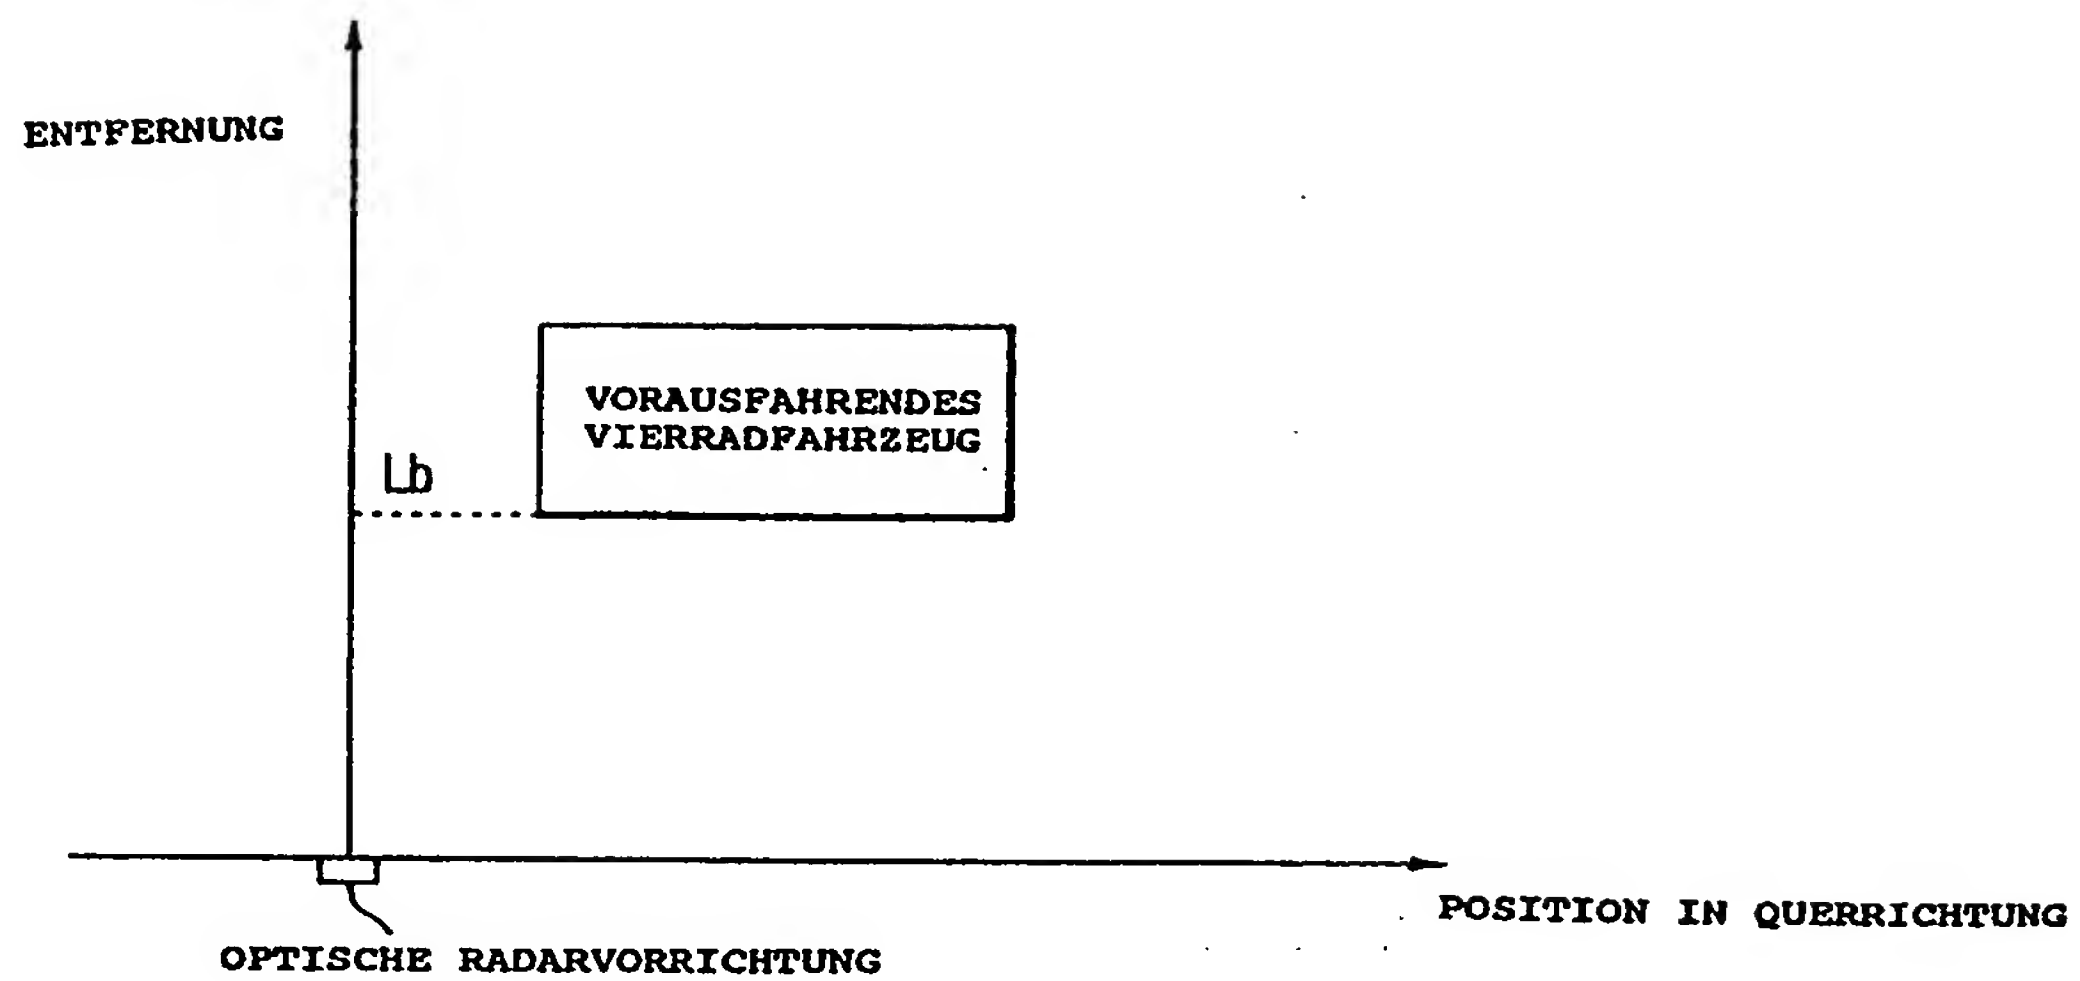 ENTFERNUNG
VORAUSFAHRENDES
VIERRADFAHRZEUG
Lb
POSITION IN QUERRICHTUNG
OPTISCHE RADARVORRICHTUNG